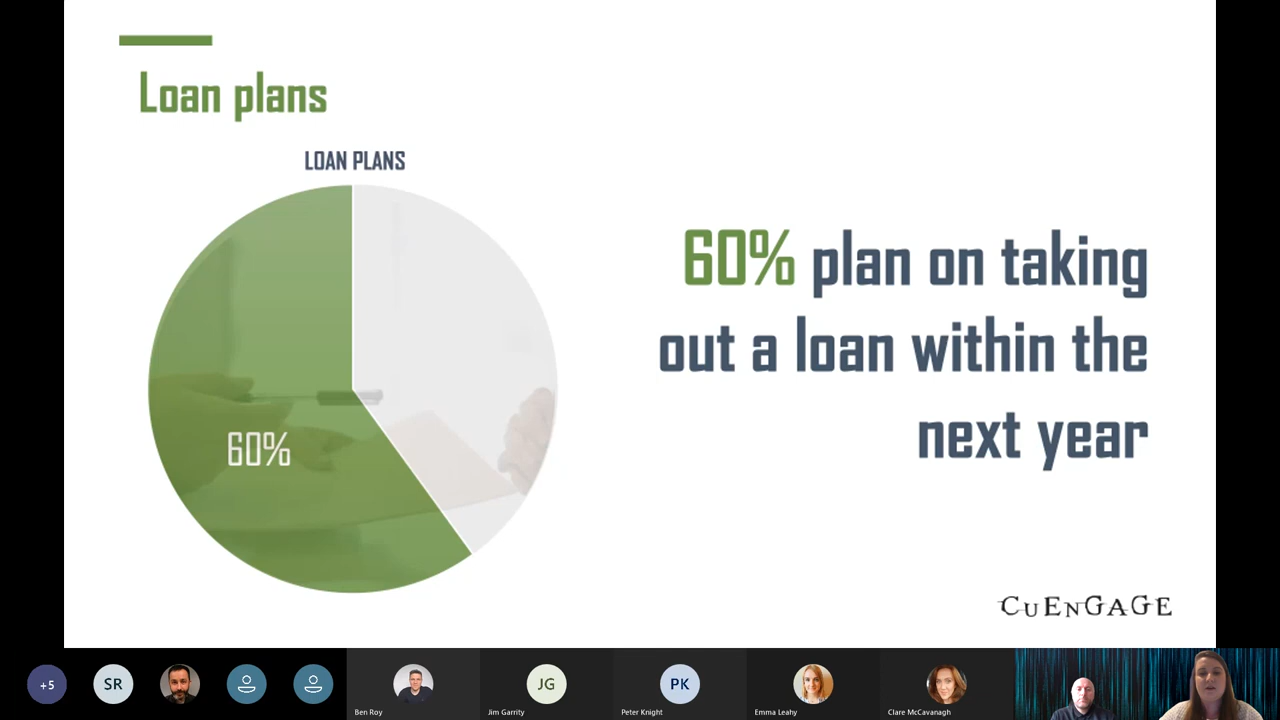 Loan plans
LOAN PLANS
60%
60% plan on taking
out a loan within the
next year
CUENGAGE
+5
SR
JG
PK
Ben Roy
Jim Garrity
Peter Knight
Emma Leahy
Clare McCavanagh